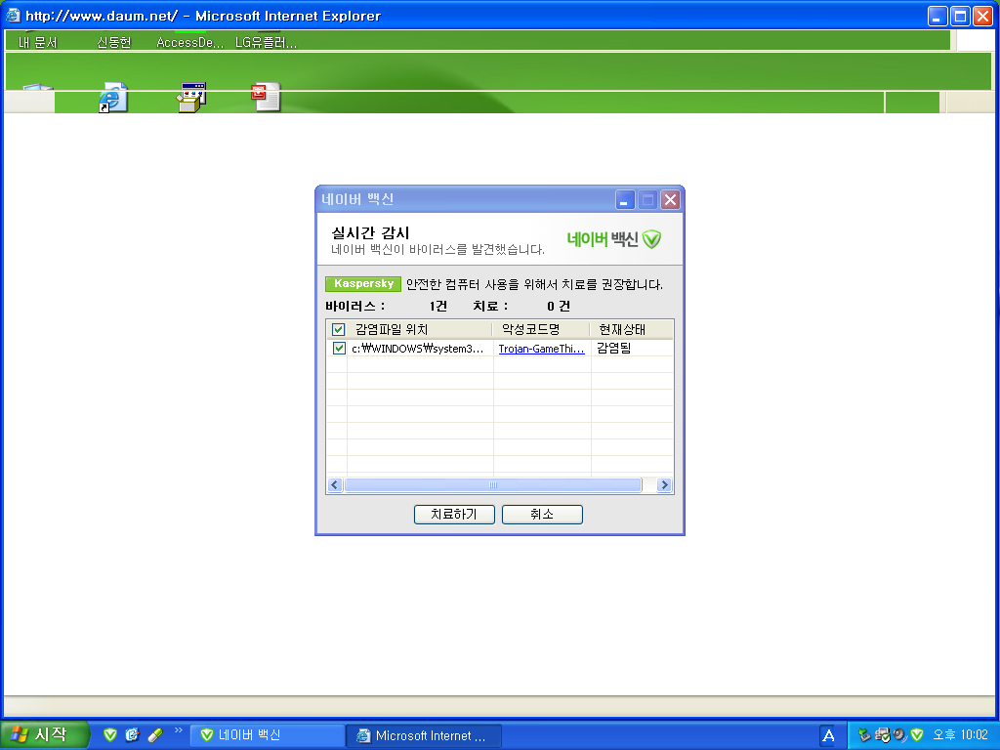 http://www.daum.net/ - Microsoft Internet Explorer
내 문서
신동현
AccessDe...
LG유플러...
네이버 백신
실시간 감시
네이버 백신이 바이러스를 발견했습니다.
네이버 백신
Kaspersky 안전한 컴퓨터 사용을 위해서 치료를 권장합니다.
바이러스 : 1건 치료 : 0 건
감염파일 위치 악성코드명 현재상태
c:₩WINDOWS₩system3... Trojan-GameThi... 감염됨
치료하기 취소
시작 네이버 백신 Microsoft Internet ... A 오후 10:02